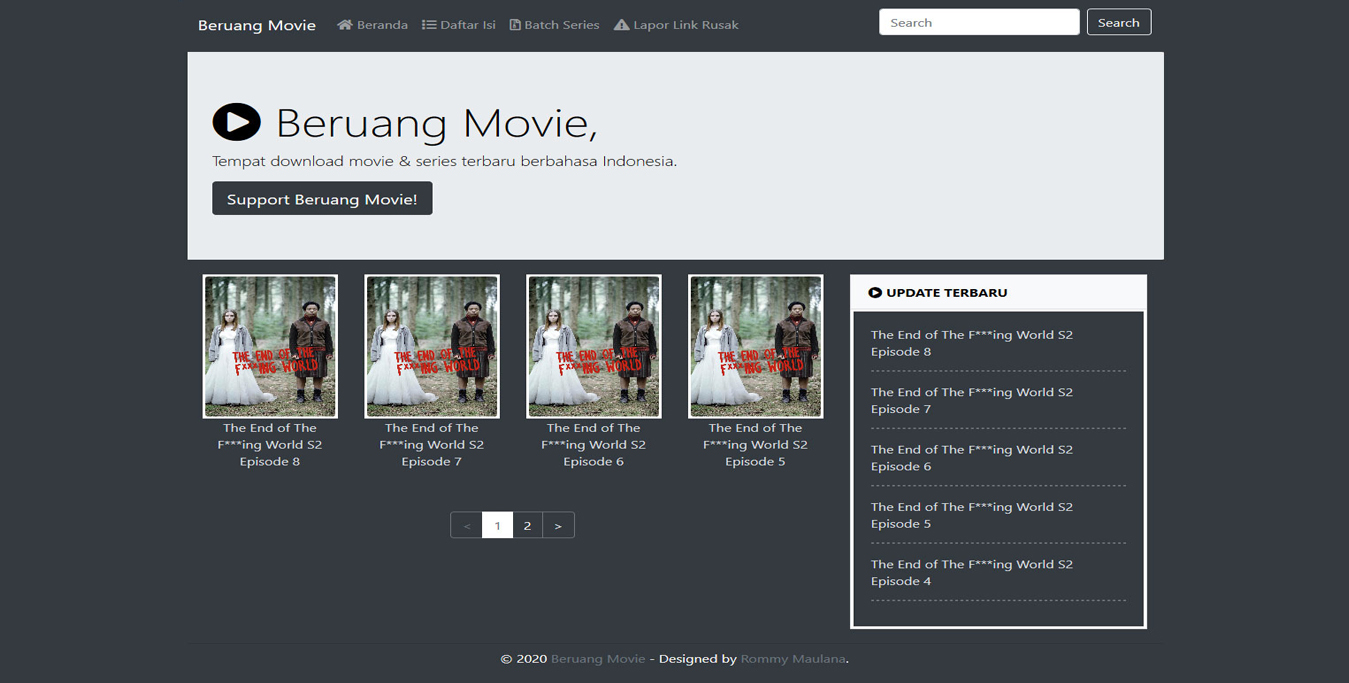 Beruang Movie
Beranda
Daftar Isi
Batch Series
Lapor Link Rusak
Search
Search
Beruang Movie,
Tempat download movie & series terbaru berbahasa Indonesia.
Support Beruang Movie!
THE END OF THE
F***ING WORLD
The End of The
F***ing World S2
Episode 8
THE END OF THE
F***ING WORLD
The End of The
F***ing World S2
Episode 7
THE END OF THE
F***ING WORLD
The End of The
F***ing World S2
Episode 6
THE END OF THE
F***ING WORLD
The End of The
F***ing World S2
Episode 5
< 1 2 >
UPDATE TERBARU
The End of The F***ing World S2
Episode 8
The End of The F***ing World S2
Episode 7
The End of The F***ing World S2
Episode 6
The End of The F***ing World S2
Episode 5
The End of The F***ing World S2
Episode 4
© 2020 Beruang Movie - Designed by Rommy Maulana.